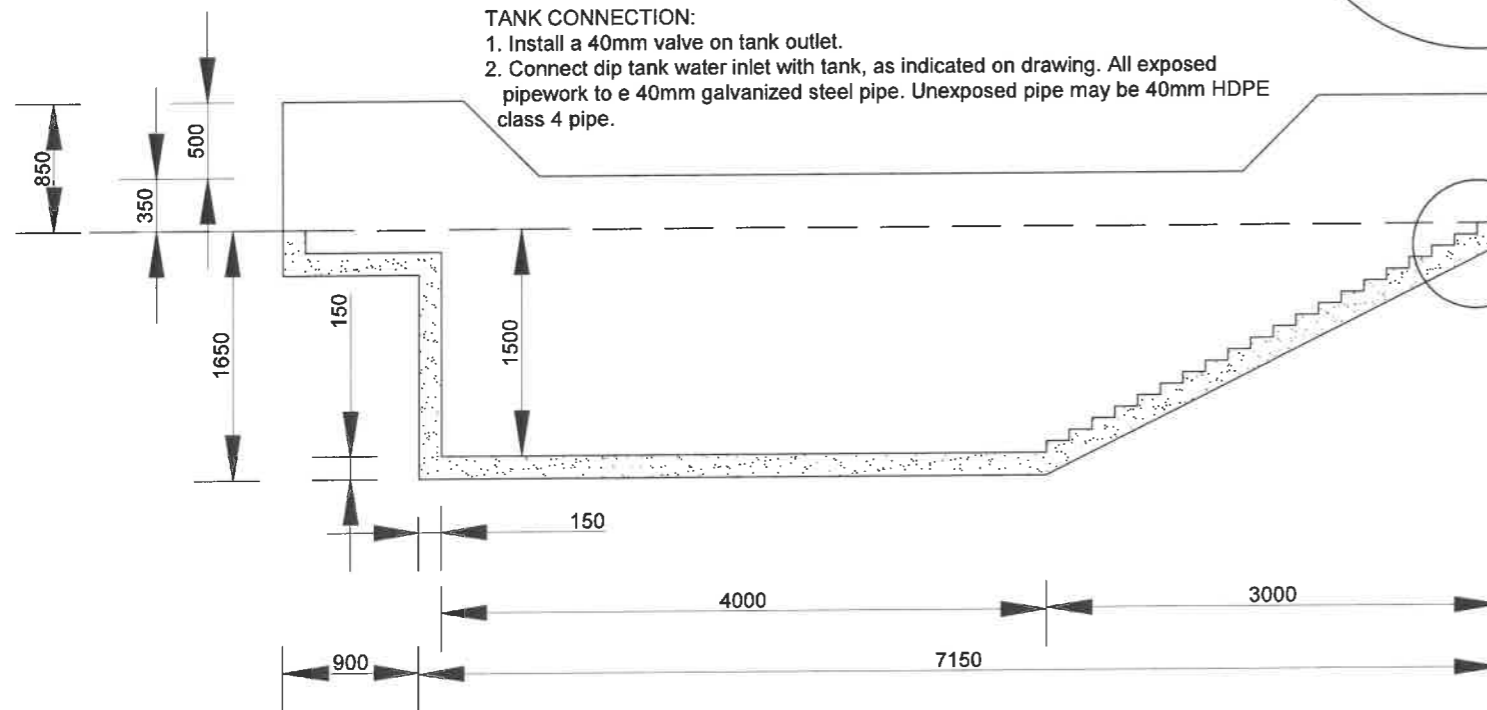 TANK CONNECTION:
1. Install a 40mm valve on tank outlet.
2. Connect dip tank water inlet with tank, as indicated on drawing. All exposed
pipework to e 40mm galvanized steel pipe. Unexposed pipe may be 40mm HDPE
class 4 pipe.
850
500
350
1650
150
1500
150
4000
3000
900
7150